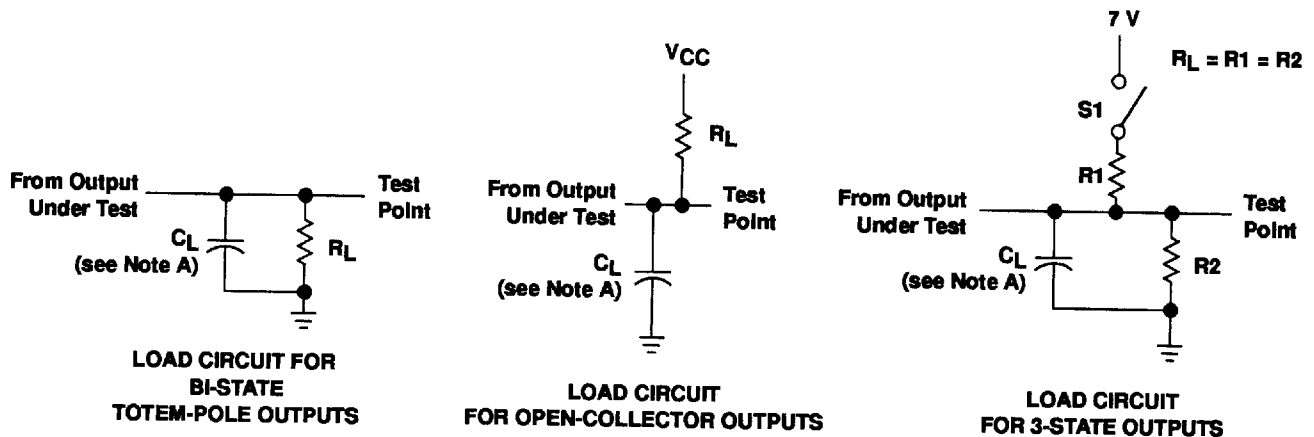 From Output
Under Test
Test
Point
CL
(see Note A)
RL
LOAD CIRCUIT FOR
BI-STATE
TOTEM-POLE OUTPUTS
VCC
RL
From Output
Under Test
Test
Point
CL
(see Note A)
LOAD CIRCUIT
FOR OPEN-COLLECTOR OUTPUTS
7 V
RL = R1 = R2
S1
R1
From Output
Under Test
Test
Point
CL
(see Note A)
R2
LOAD CIRCUIT
FOR 3-STATE OUTPUTS